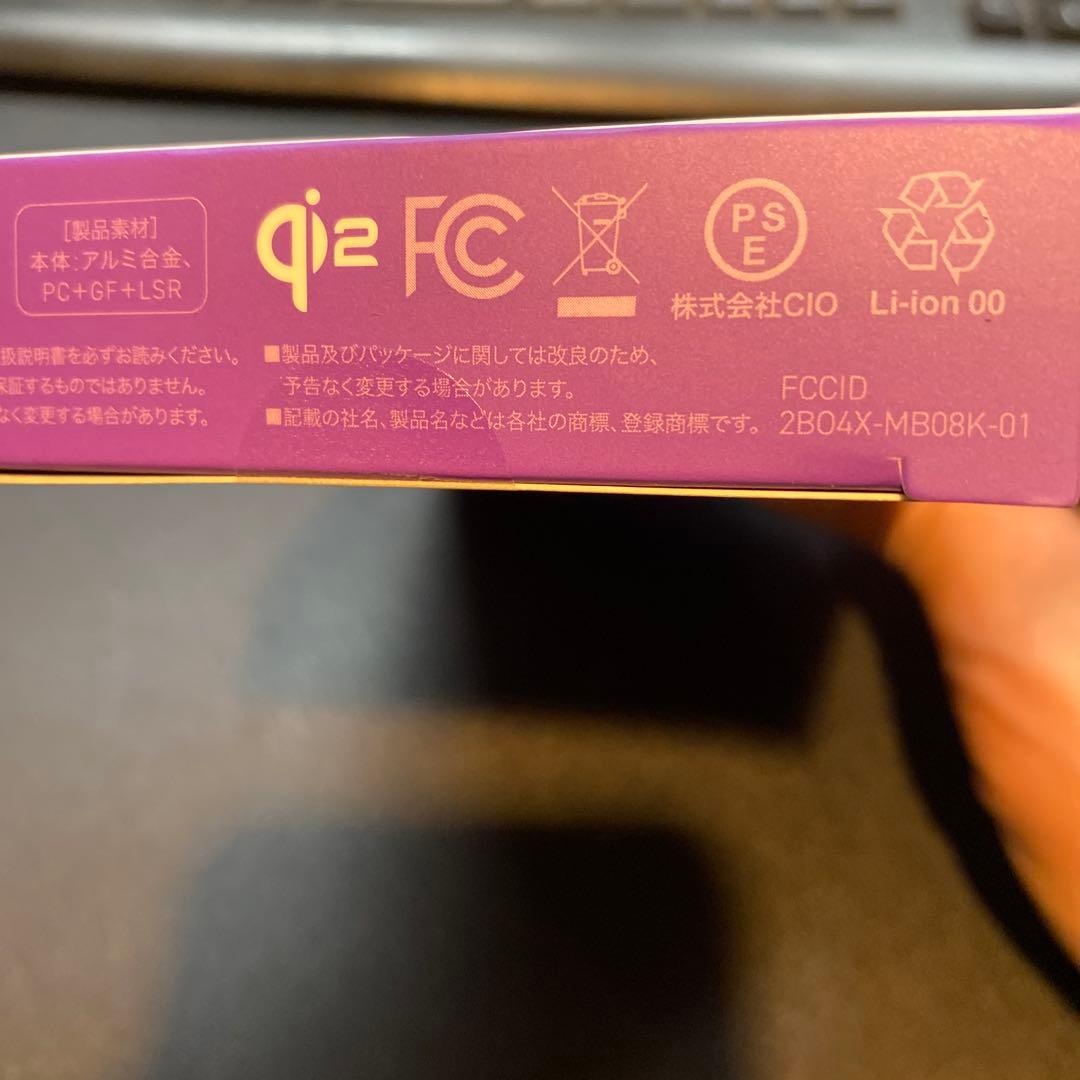 [製品素材]
本体:アルミ合金、
PC+GF+LSR
qi2
FC
PSE
株式会社CIO
Li-ion 00
扱説明書を必ずお読みください。
保証するものではありません。
なく変更する場合があります。
■製品及びパッケージに関しては改良のため、
予告なく変更する場合があります。
■記載の社名、製品名などは各社の商標、登録商標です。
FCCID
2BO4X-MB08K-01